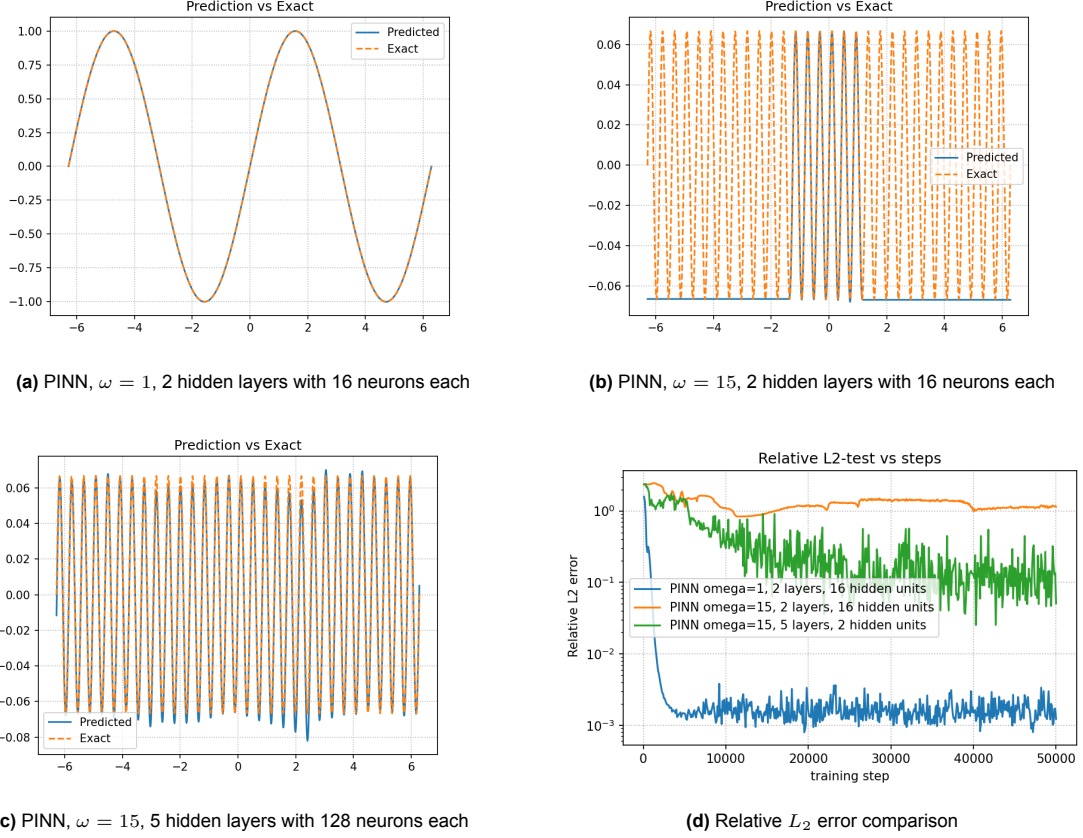 Prediction vs Exact
1.00
0.75
0.50
0.25
0.00
−0.25
−0.50
−0.75
−1.00
−6 −4 −2 0 2 4 6
Predicted
Exact
(a) PINN, ω = 1, 2 hidden layers with 16 neurons each
Prediction vs Exact
0.06
0.04
0.02
0.00
−0.02
−0.04
−0.06
−6 −4 −2 0 2 4 6
Predicted
Exact
(b) PINN, ω = 15, 2 hidden layers with 16 neurons each
Prediction vs Exact
0.06
0.04
0.02
0.00
−0.02
−0.04
−0.06
−0.08
−6 −4 −2 0 2 4 6
Predicted
Exact
c) PINN, ω = 15, 5 hidden layers with 128 neurons each
Relative L2-test vs steps
Relative L2 error
10⁰
10⁻¹
10⁻²
10⁻³
PINN omega=1, 2 layers, 16 hidden units
PINN omega=15, 2 layers, 16 hidden units
PINN omega=15, 5 layers, 2 hidden units
0 10000 20000 30000 40000 50000
training step
(d) Relative L₂ error comparison